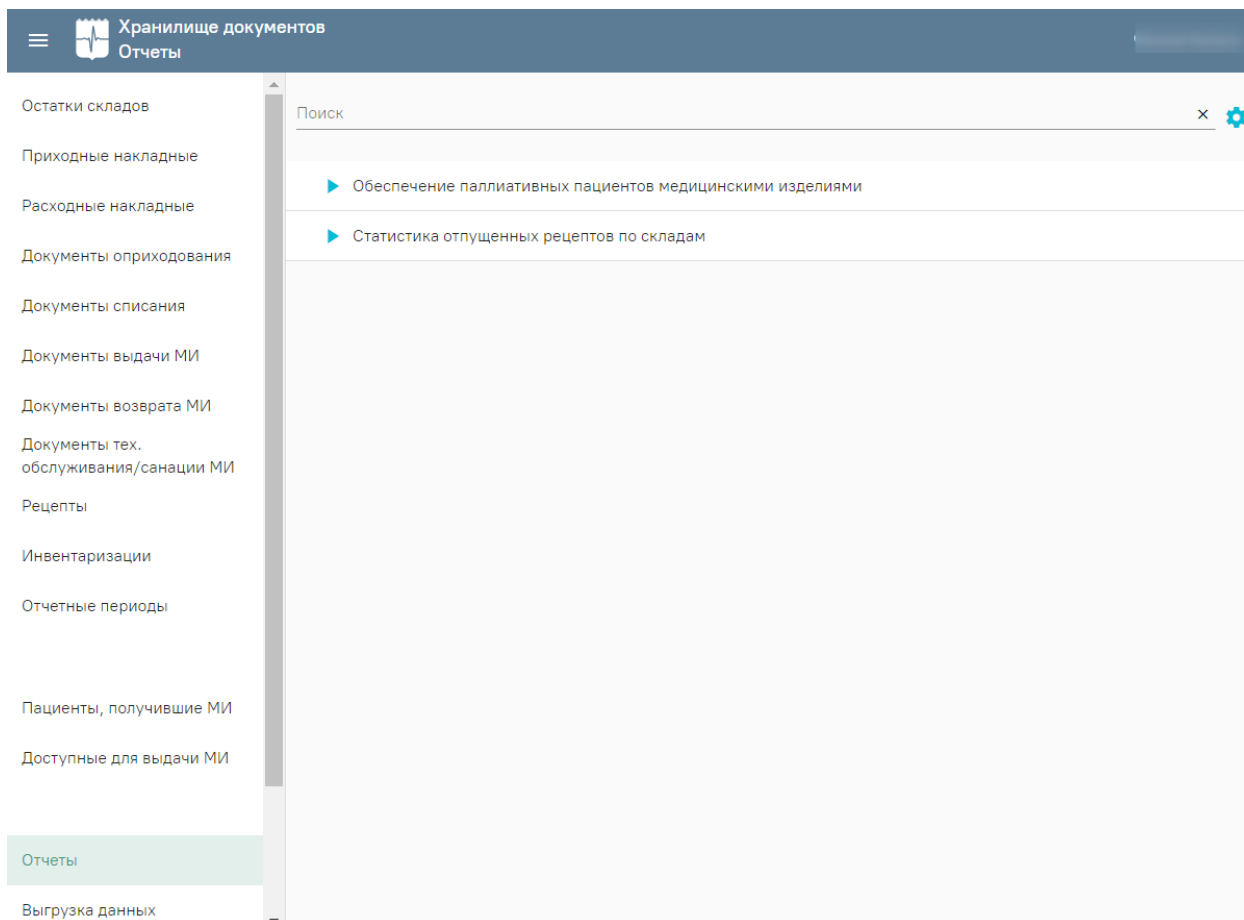 Хранилище документов
Отчеты
Остатки складов
Приходные накладные
Расходные накладные
Документы оприходования
Документы списания
Документы выдачи МИ
Документы возврата МИ
Документы тех.
обслуживания/санации МИ
Рецепты
Инвентаризации
Отчетные периоды
Пациенты, получившие МИ
Доступные для выдачи МИ
Отчеты
Выгрузка данных
Поиск
Обеспечение паллиативных пациентов медицинскими изделиями
Статистика отпущенных рецептов по складам